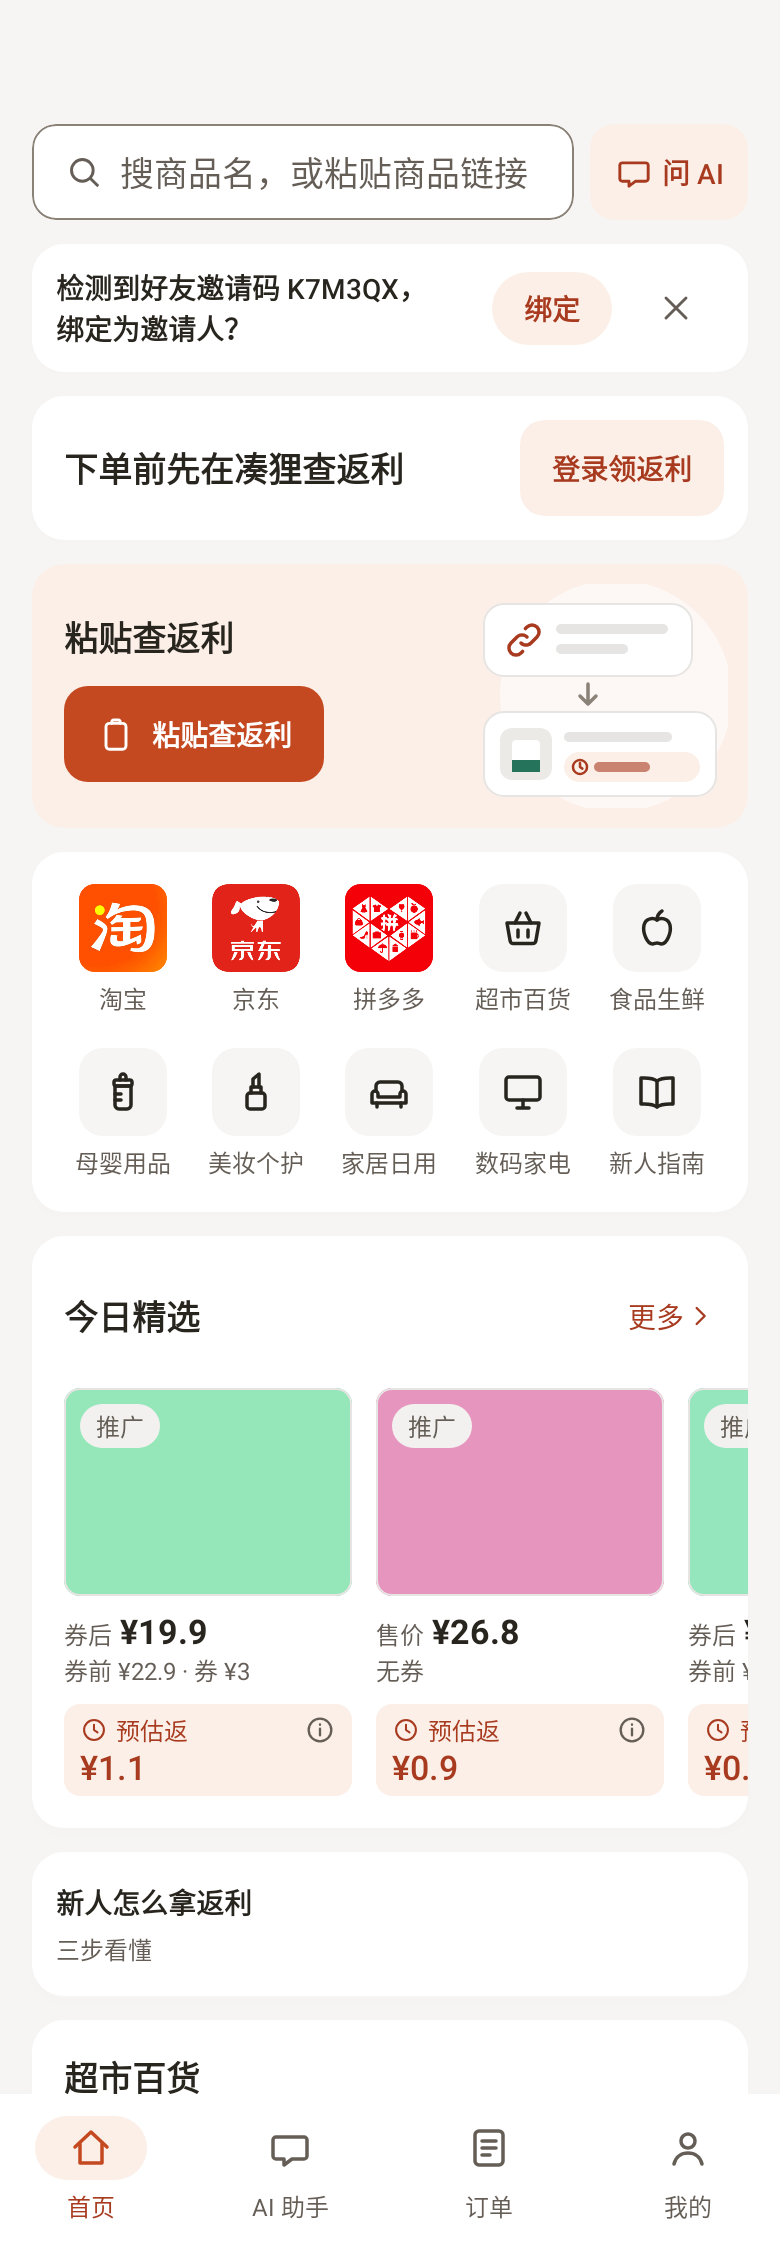 搜商品名，或粘贴商品链接
问 AI
检测到好友邀请码 K7M3QX，
绑定为邀请人？
绑定
下单前先在凑狸查返利
登录领返利
粘贴查返利
粘贴查返利
淘
京东
拼
淘宝
京东
拼多多
超市百货
食品生鲜
母婴用品
美妆个护
家居日用
数码家电
新人指南
今日精选
更多
推广
推广
推
券后 ¥19.9
券前 ¥22.9 · 券 ¥3
售价 ¥26.8
无券
券后
券前
预估返
¥1.1
预估返
¥0.9
¥0.
新人怎么拿返利
三步看懂
超市百货
首页
AI 助手
订单
我的